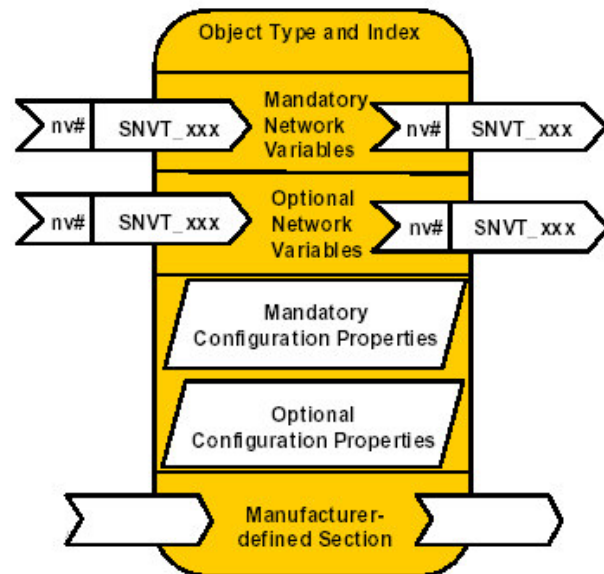 Object Type and Index
nv# SNVT_xxx
Mandatory
Network
Variables
nv# SNVT_xxx
nv# SNVT_xxx
Optional
Network
Variables
nv# SNVT_xxx
Mandatory
Configuration Properties
Optional
Configuration Properties
Manufacturer-
defined Section